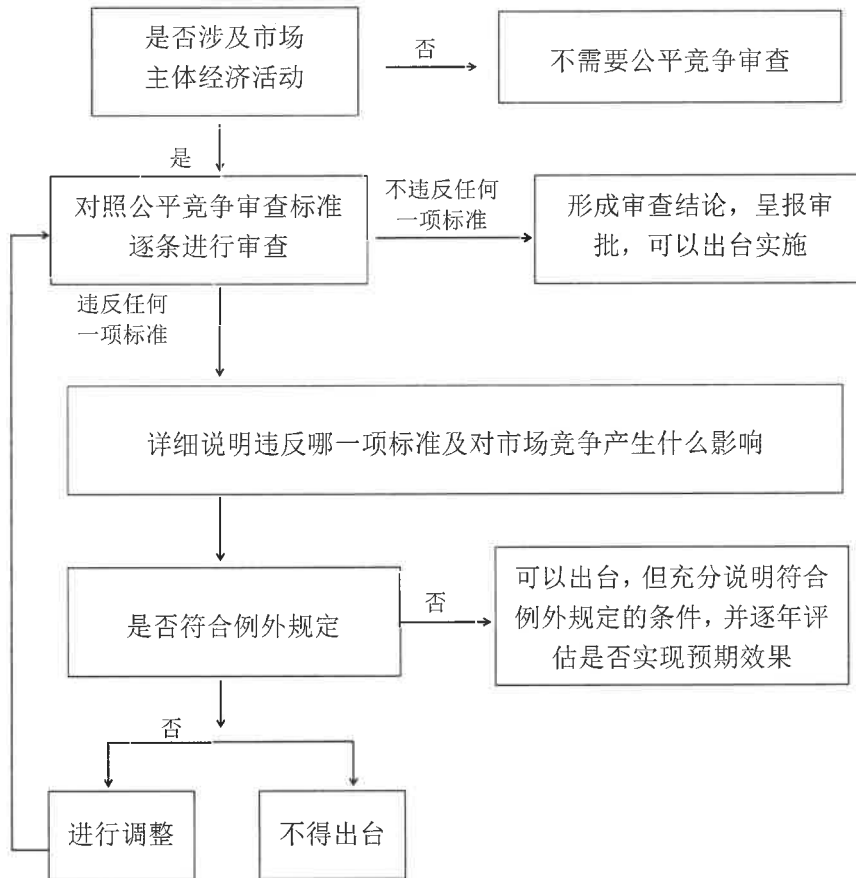 是否涉及市场
主体经济活动
否
不需要公平竞争审查
是
对照公平竞争审查标准
逐条进行审查
不违反任何
一项标准
形成审查结论，呈报审
批，可以出台实施
违反任何
一项标准
详细说明违反哪一项标准及对市场竞争产生什么影响
是否符合例外规定
否
可以出台，但充分说明符合
例外规定的条件，并逐年评
估是否实现预期效果
否
进行调整
不得出台